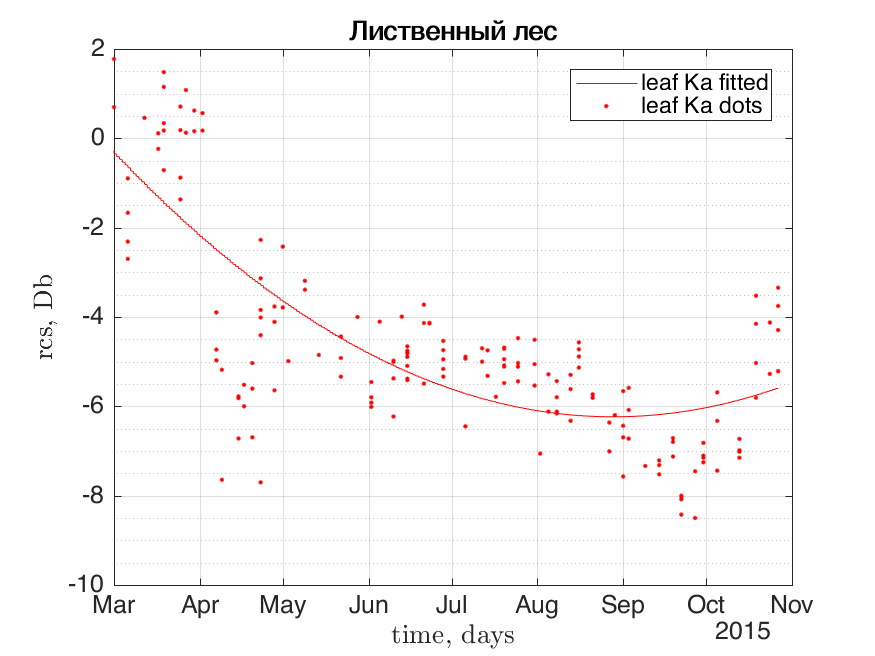 Лиственный лес
leaf Ka fitted
leaf Ka dots
2
0
-2
-4
-6
-8
-10
rcs, Db
Mar Apr May Jun Jul Aug Sep Oct Nov
2015
time, days